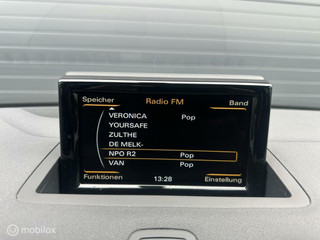 Speicher Radio FM Band
VERONICA Pop
YOURSAFE
ZULTHE
DE MELK-
NPO R2 Pop
VAN Pop
Funktionen 13:28 Einstellung
Marktplaats